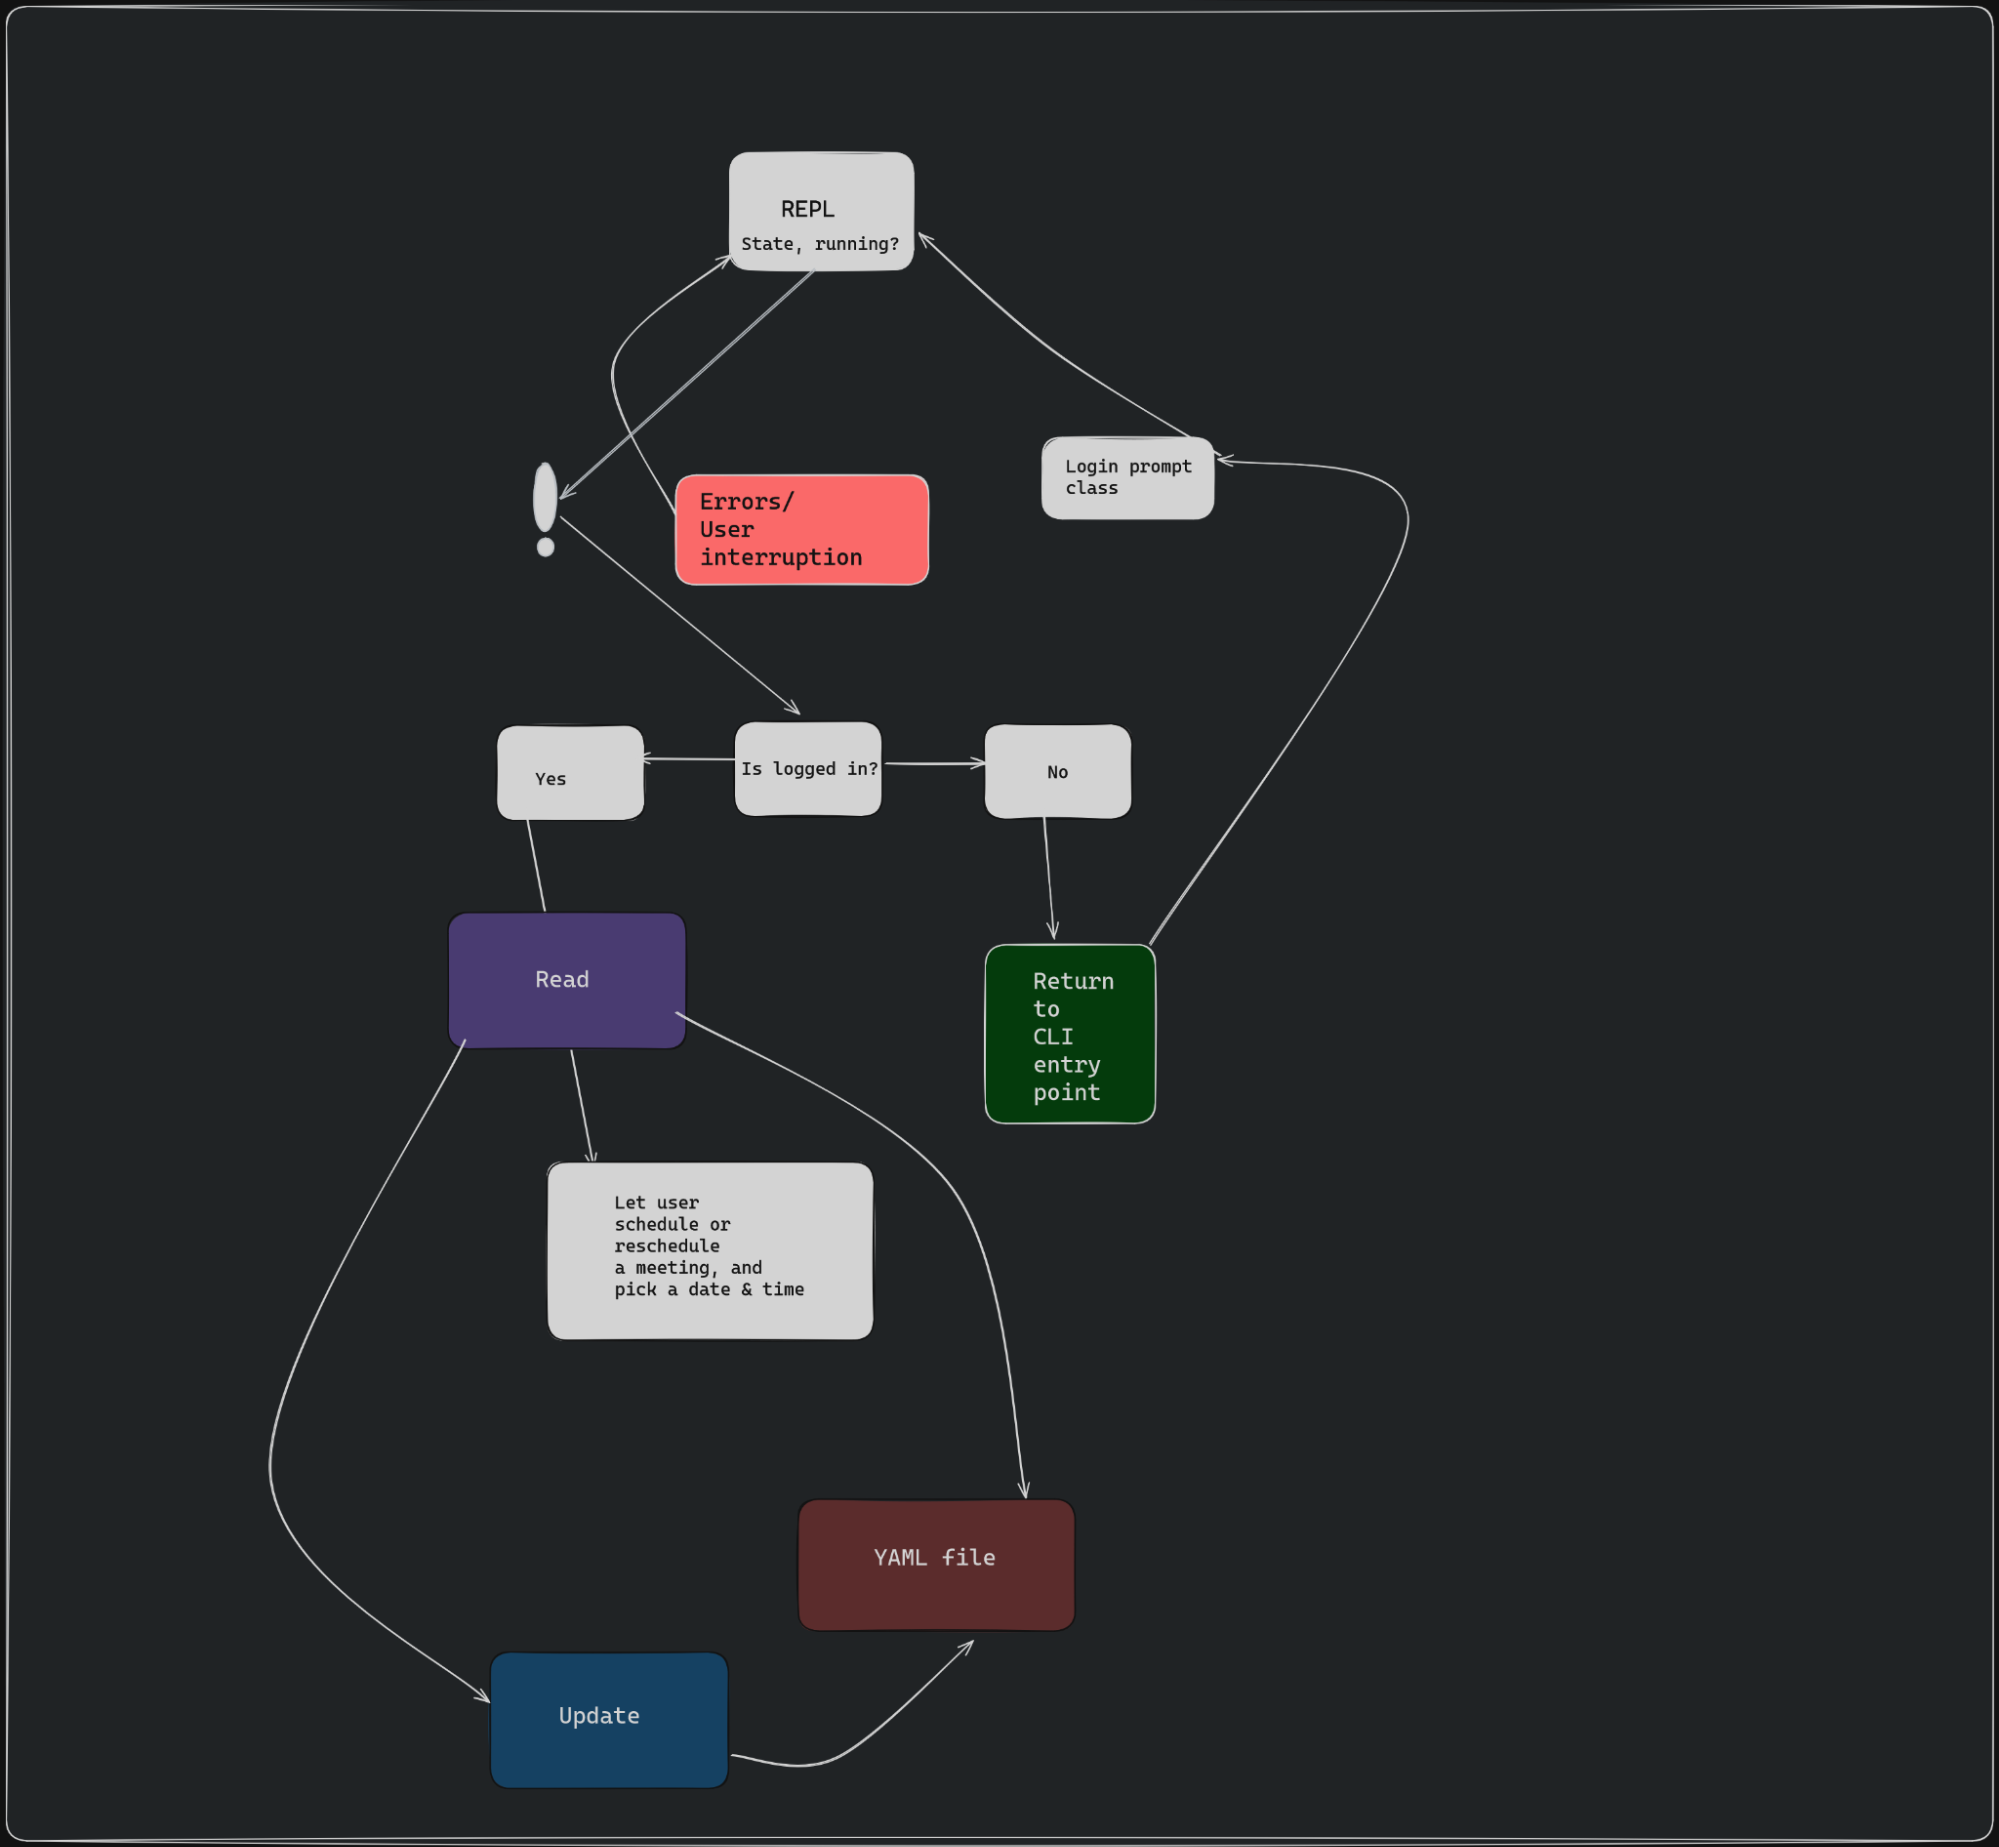 REPL
State, running?
Errors/
User
interruption
Login prompt
class
Yes
Is logged in?
No
Read
Return
to
CLI
entry
point
Let user
schedule or
reschedule
a meeting, and
pick a date & time
YAML file
Update